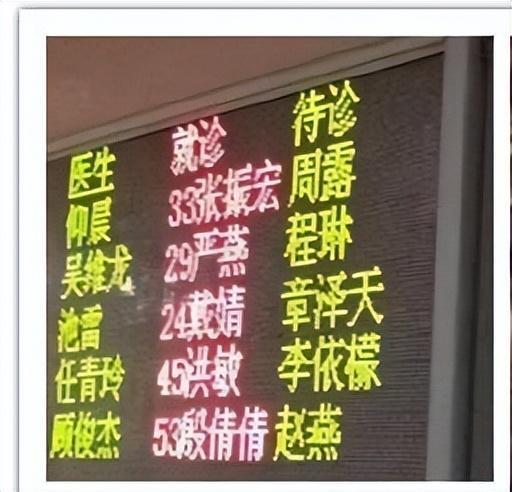 医生 就诊 待诊
仰晨 33张振宏 周露
吴维龙 29严燕 程琳
池雷 24戴婧 章泽天
任青玲 45洪敏 李依檬
顾俊杰 53殷倩倩 赵燕